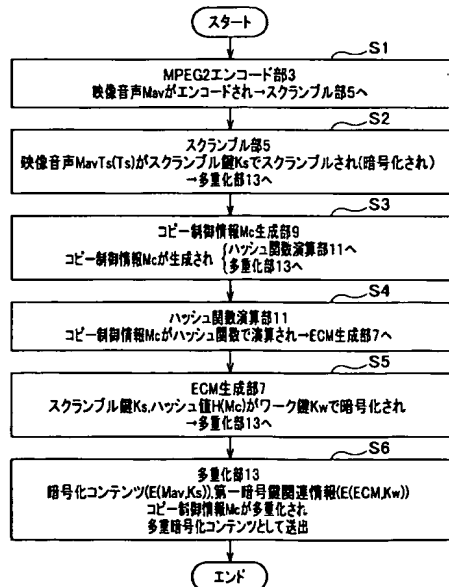 スタート
S1
MPEG2エンコード部3
映像音声Mavがエンコードされ→スクランブル部5へ
S2
スクランブル部5
映像音声MavTs(Ts)がスクランブル鍵Ksでスクランブルされ(暗号化され)
→多重化部13へ
S3
コピー制御情報Mc生成部9
コピー制御情報Mcが生成され{ハッシュ関数演算部11へ
多重化部13へ
S4
ハッシュ関数演算部11
コピー制御情報Mcがハッシュ関数で演算され→ECM生成部7へ
S5
ECM生成部7
スクランブル鍵Ks,ハッシュ値H(Mc)がワーク鍵Kwで暗号化され
→多重化部13へ
S6
多重化部13
暗号化コンテンツ(E(Mav,Ks)),第一暗号鍵関連情報(E(ECM,Kw))
コピー制御情報Mcが多重化され
多重暗号化コンテンツとして送出
エンド